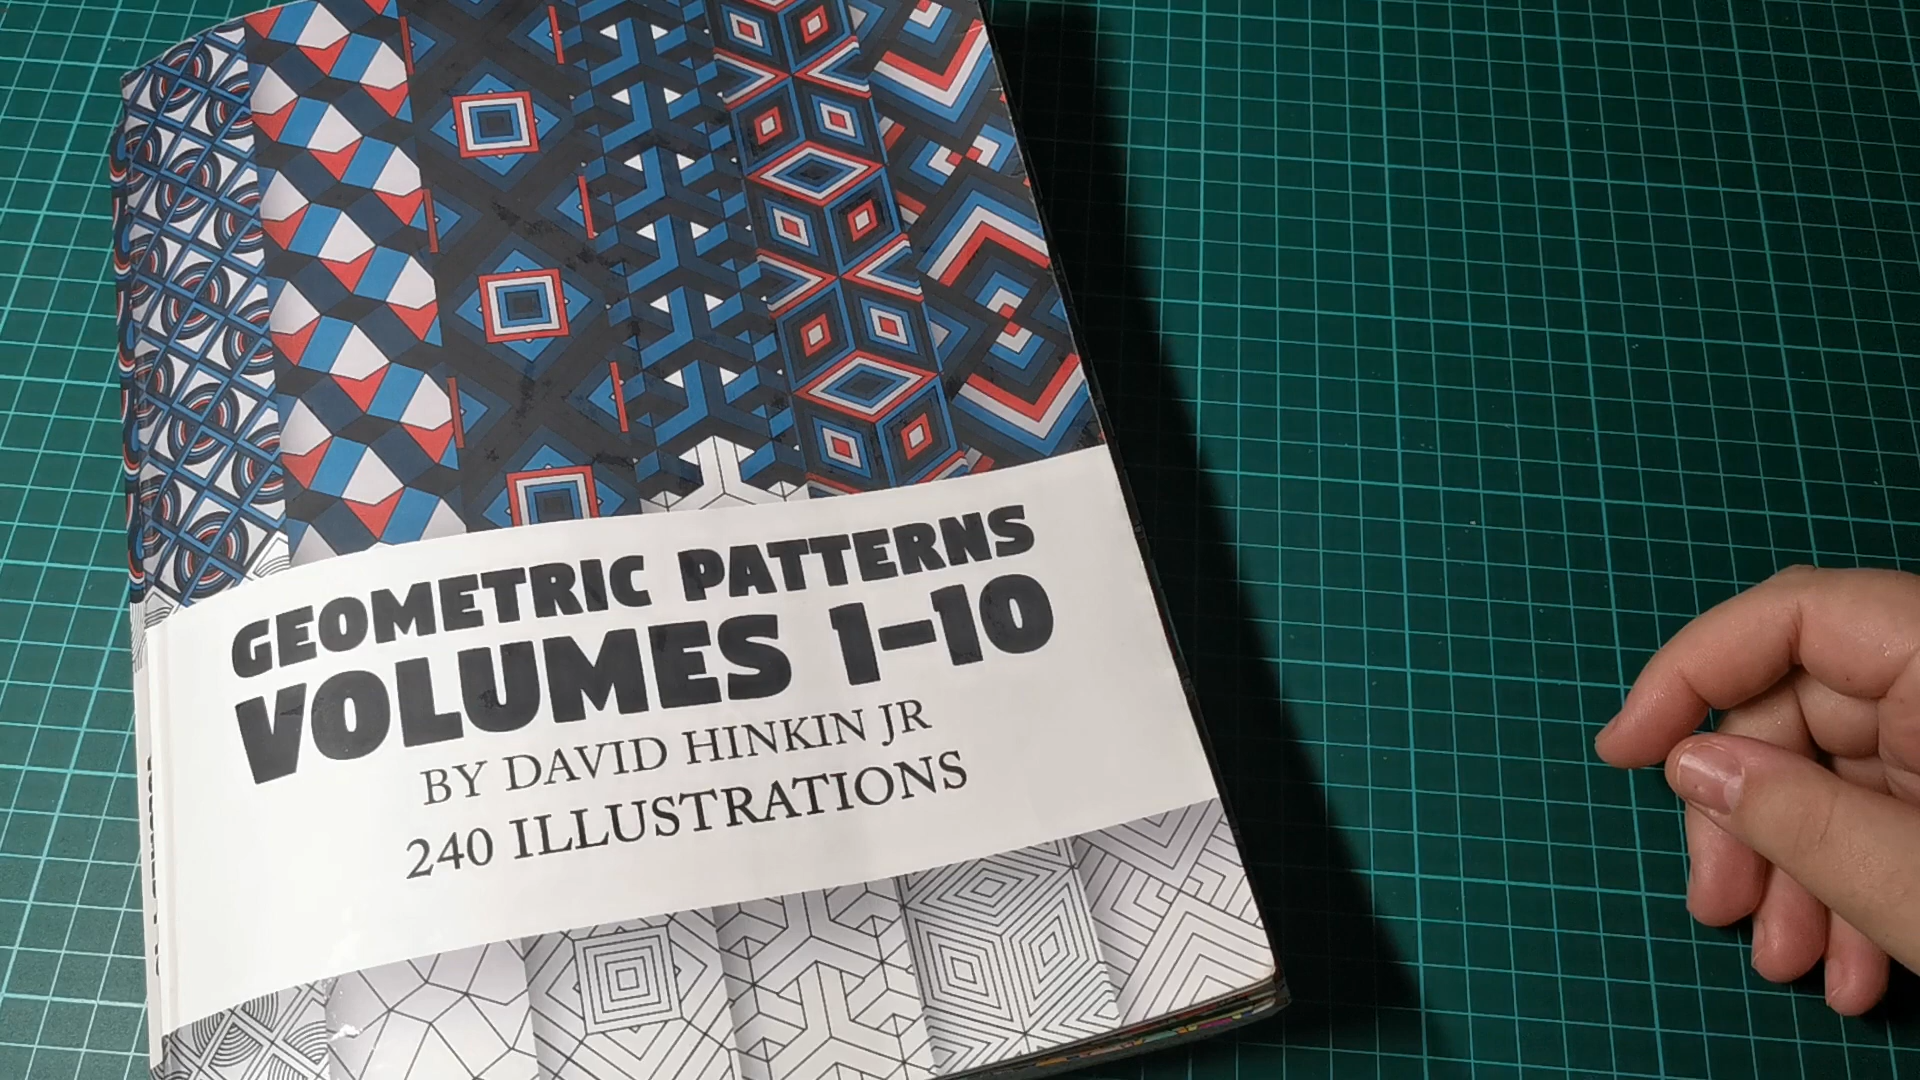 GEOMETRIC PATTERNS
VOLUMES 1-10
BY DAVID HINKIN JR
240 ILLUSTRATIONS